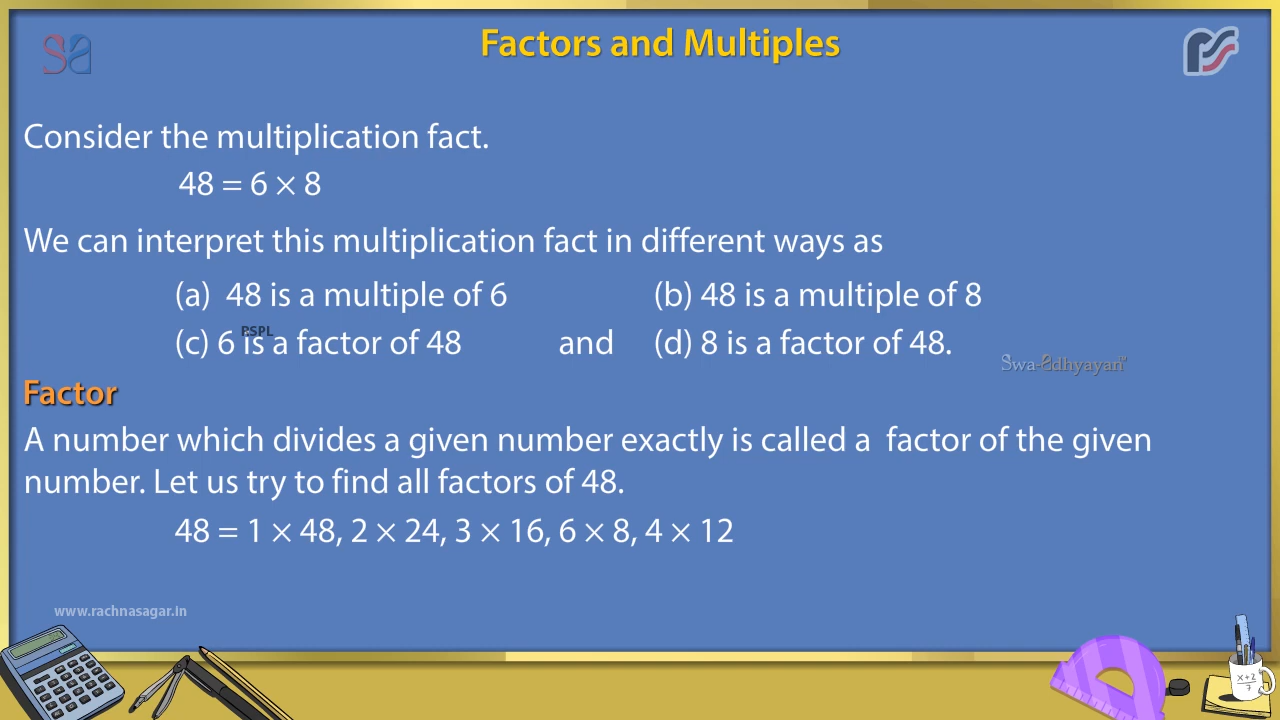 Factors and Multiples
Consider the multiplication fact.
48 = 6 × 8
We can interpret this multiplication fact in different ways as
(a) 48 is a multiple of 6 (b) 48 is a multiple of 8
RSPL
(c) 6 is a factor of 48 and (d) 8 is a factor of 48.
Swa-adhyayan
Factor
A number which divides a given number exactly is called a factor of the given
number. Let us try to find all factors of 48.
48 = 1 × 48, 2 × 24, 3 × 16, 6 × 8, 4 × 12
www.rachnasagar.in
x+2
7